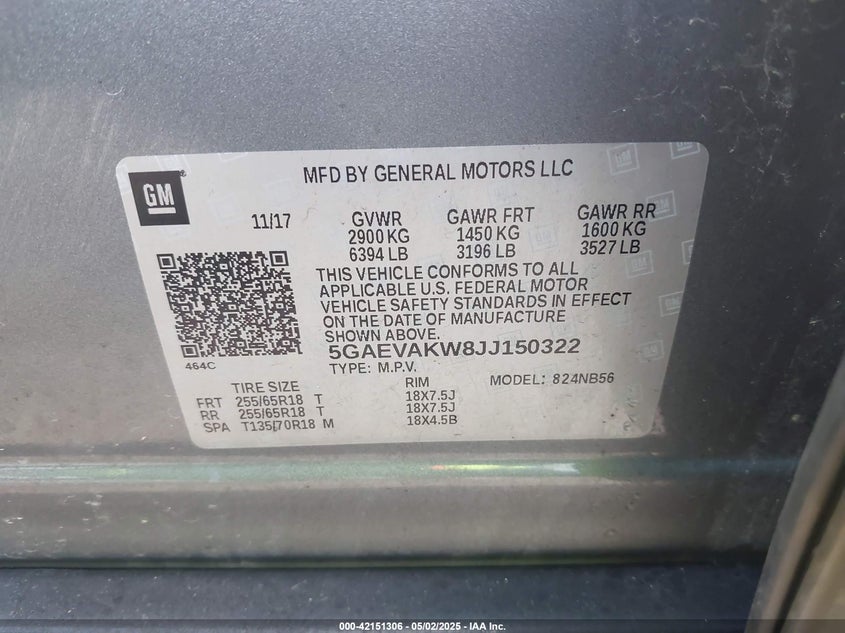 MFD BY GENERAL MOTORS LLC
GM
11/17 GVWR GAWR FRT GAWR RR
2900 KG 1450 KG 1600 KG
6394 LB 3196 LB 3527 LB
THIS VEHICLE CONFORMS TO ALL
APPLICABLE U.S. FEDERAL MOTOR
VEHICLE SAFETY STANDARDS IN EFFECT
ON THE DATE OF MANUFACTURE
SHOWN ABOVE.
464C
5GAEVAKW8JJ150322
TYPE: M.P.V.
TIRE SIZE RIM MODEL: 824NB56
FRT 255/65R18 T 18X7.5J
RR 255/65R18 T 18X7.5J
SPA T135/70R18 M 18X4.5B
000-42151306 — 05/02/2025 — IAA Inc.